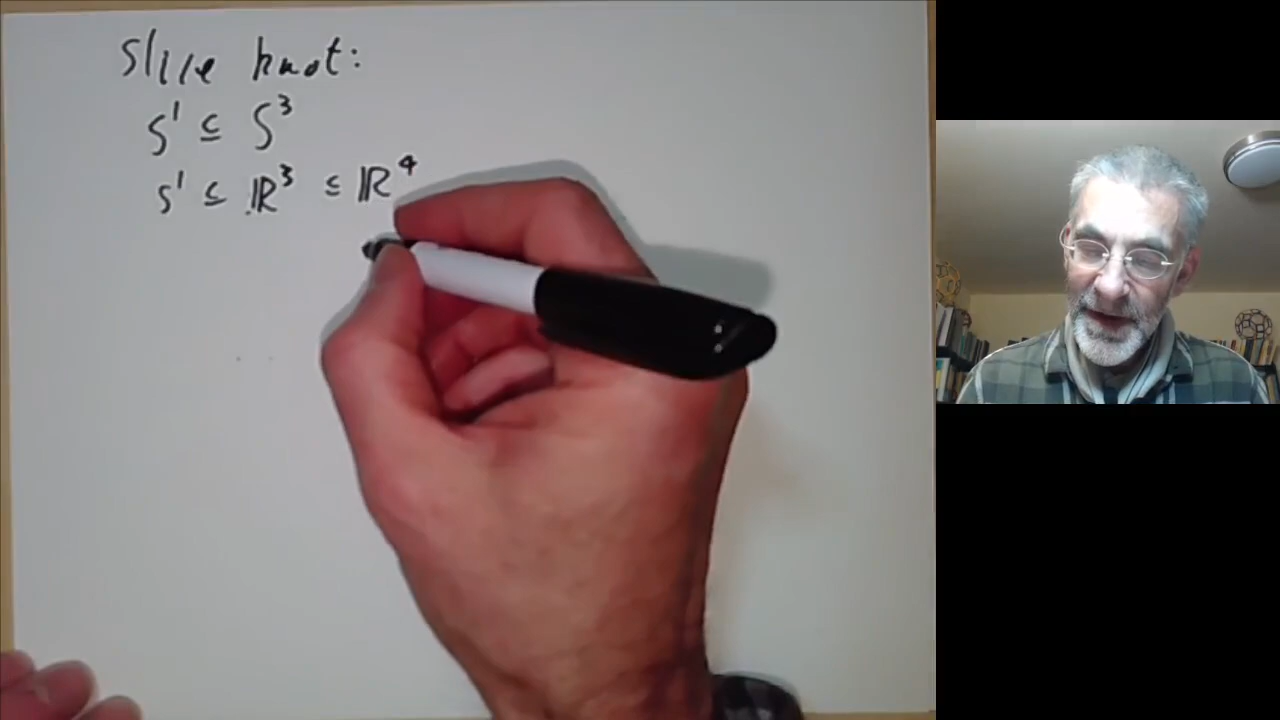 Slice knot:
S¹ ⊆ S³
S¹ ⊆ ℝ³ ⊆ ℝ⁴